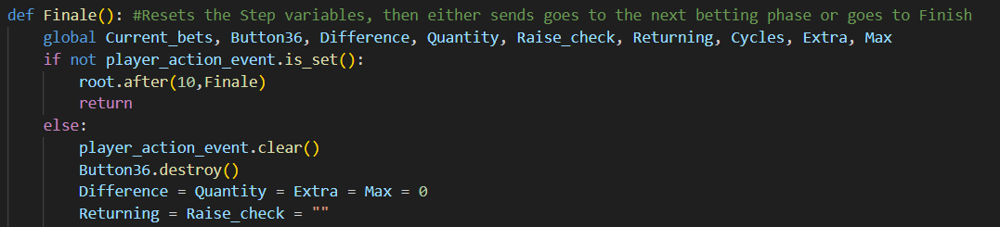 def Finale(): #Resets the Step variables, then either sends goes to the next betting phase or goes to Finish
global Current_bets, Button36, Difference, Quantity, Raise_check, Returning, Cycles, Extra, Max
if not player_action_event.is_set():
root.after(10,Finale)
return
else:
player_action_event.clear()
Button36.destroy()
Difference = Quantity = Extra = Max = 0
Returning = Raise_check = ""